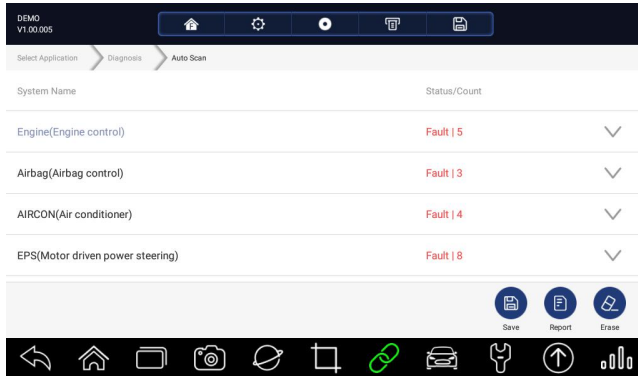 DEMO
V1.00.005
Select Application
Diagnosis
Auto Scan
System Name Status/Count
Engine(Engine control) Fault | 5
Airbag(Airbag control) Fault | 3
AIRCON(Air conditioner) Fault | 4
EPS(Motor driven power steering) Fault | 8
Save Report Erase